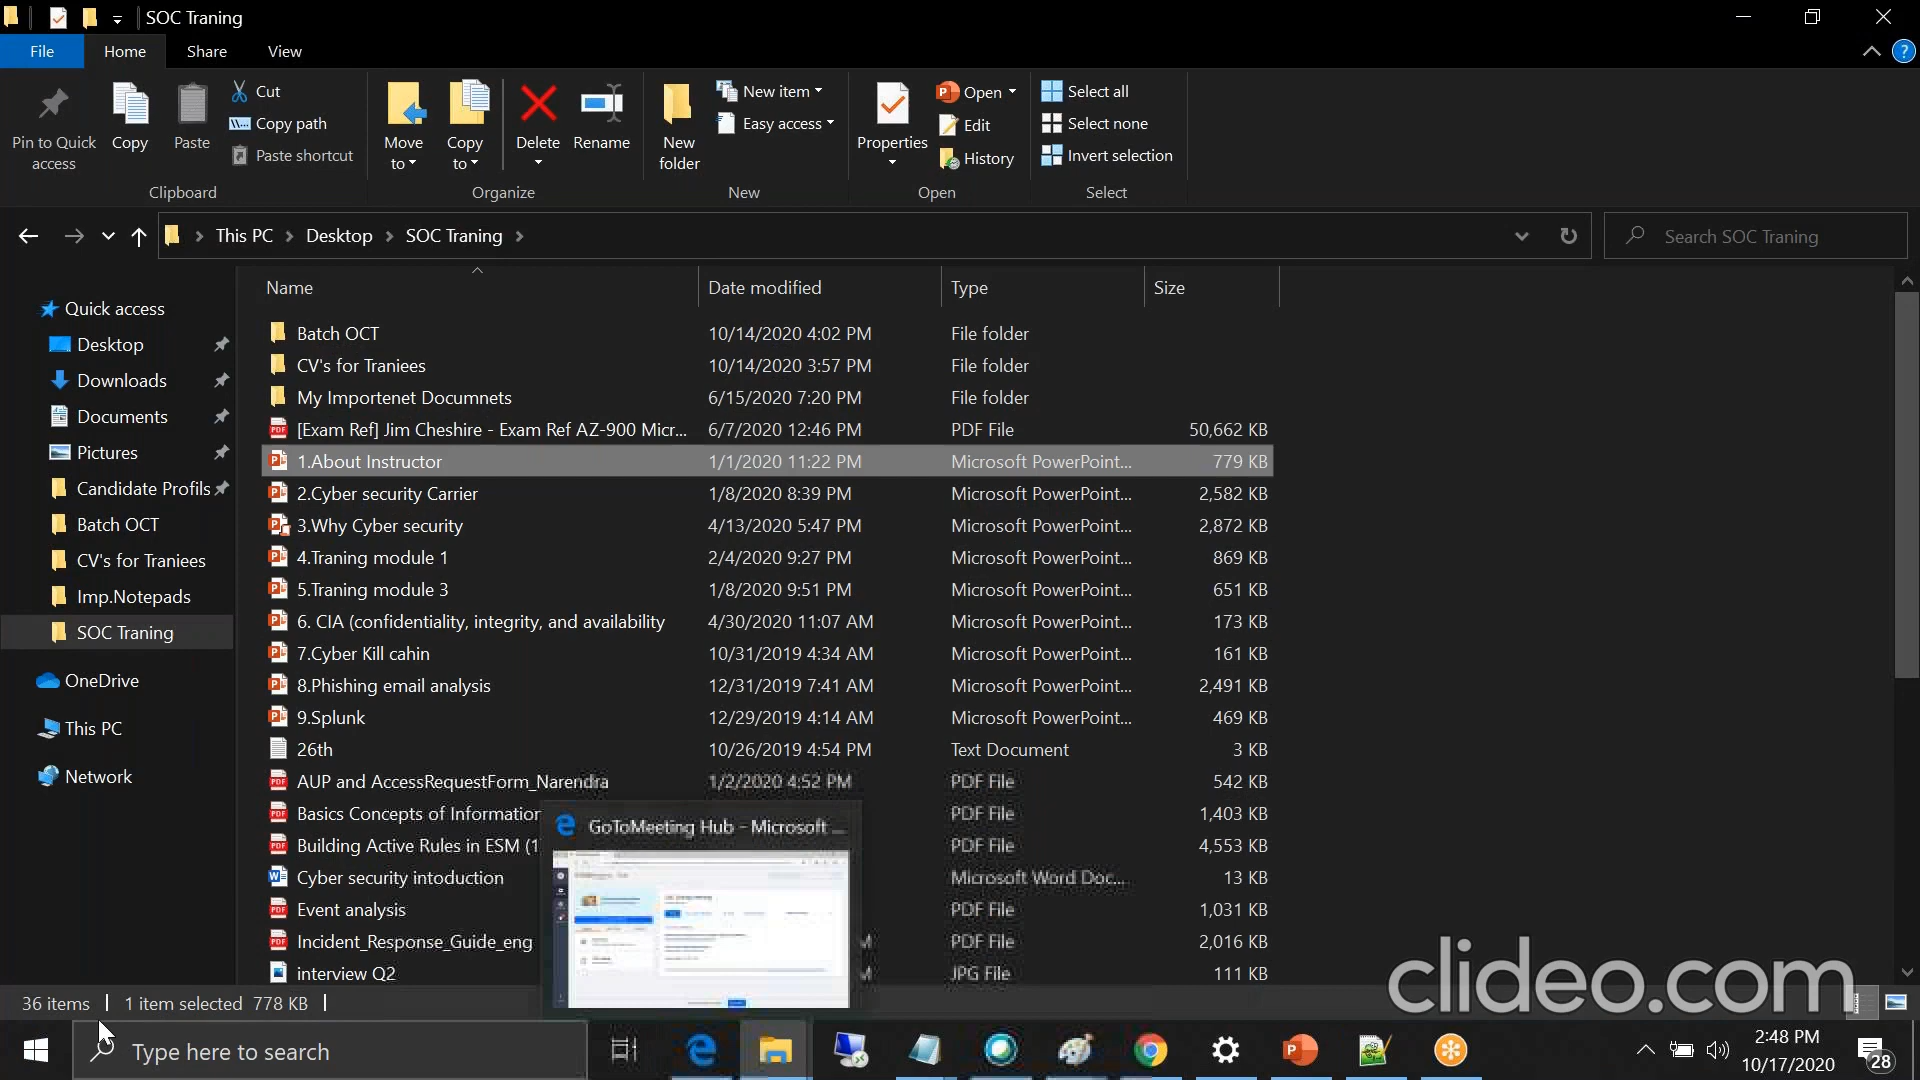 SOC Traning
File Home Share View
Pin to Quick access
Copy
Paste
Cut
Copy path
Paste shortcut
Clipboard
Move to
Copy to
Delete
Rename
Organize
New folder
New item
Easy access
New
Properties
Open
Edit
History
Open
Select all
Select none
Invert selection
Select
This PC > Desktop > SOC Traning >
Search SOC Traning
Quick access
Desktop
Downloads
Documents
Pictures
Candidate Profils
Batch OCT
CV's for Traniees
Imp.Notepads
SOC Traning
OneDrive
This PC
Network
Name Date modified Type Size
Batch OCT 10/14/2020 4:02 PM File folder
CV's for Traniees 10/14/2020 3:57 PM File folder
My Importenet Documnets 6/15/2020 7:20 PM File folder
[Exam Ref] Jim Cheshire - Exam Ref AZ-900 Micr... 6/7/2020 12:46 PM PDF File 50,662 KB
1.About Instructor 1/1/2020 11:22 PM Microsoft PowerPoint... 779 KB
2.Cyber security Carrier 1/8/2020 8:39 PM Microsoft PowerPoint... 2,582 KB
3.Why Cyber security 4/13/2020 5:47 PM Microsoft PowerPoint... 2,872 KB
4.Traning module 1 2/4/2020 9:27 PM Microsoft PowerPoint... 869 KB
5.Traning module 3 1/8/2020 9:51 PM Microsoft PowerPoint... 651 KB
6. CIA (confidentiality, integrity, and availability 4/30/2020 11:07 AM Microsoft PowerPoint... 173 KB
7.Cyber Kill cahin 10/31/2019 4:34 AM Microsoft PowerPoint... 161 KB
8.Phishing email analysis 12/31/2019 7:41 AM Microsoft PowerPoint... 2,491 KB
9.Splunk 12/29/2019 4:14 AM Microsoft PowerPoint... 469 KB
26th 10/26/2019 4:54 PM Text Document 3 KB
AUP and AccessRequestForm_Narendra 1/2/2020 4:52 PM PDF File 542 KB
Basics Concepts of Information PDF File 1,403 KB
GoToMeeting Hub - Microsoft ...
Building Active Rules in ESM (1 PDF File 4,553 KB
Cyber security intoduction Microsoft Word Doc... 13 KB
Event analysis PDF File 1,031 KB
Incident_Response_Guide_eng M PDF File 2,016 KB
interview Q2 M JPG File 111 KB
clideo.com
36 items 1 item selected 778 KB
Type here to search
2:48 PM
10/17/2020
28